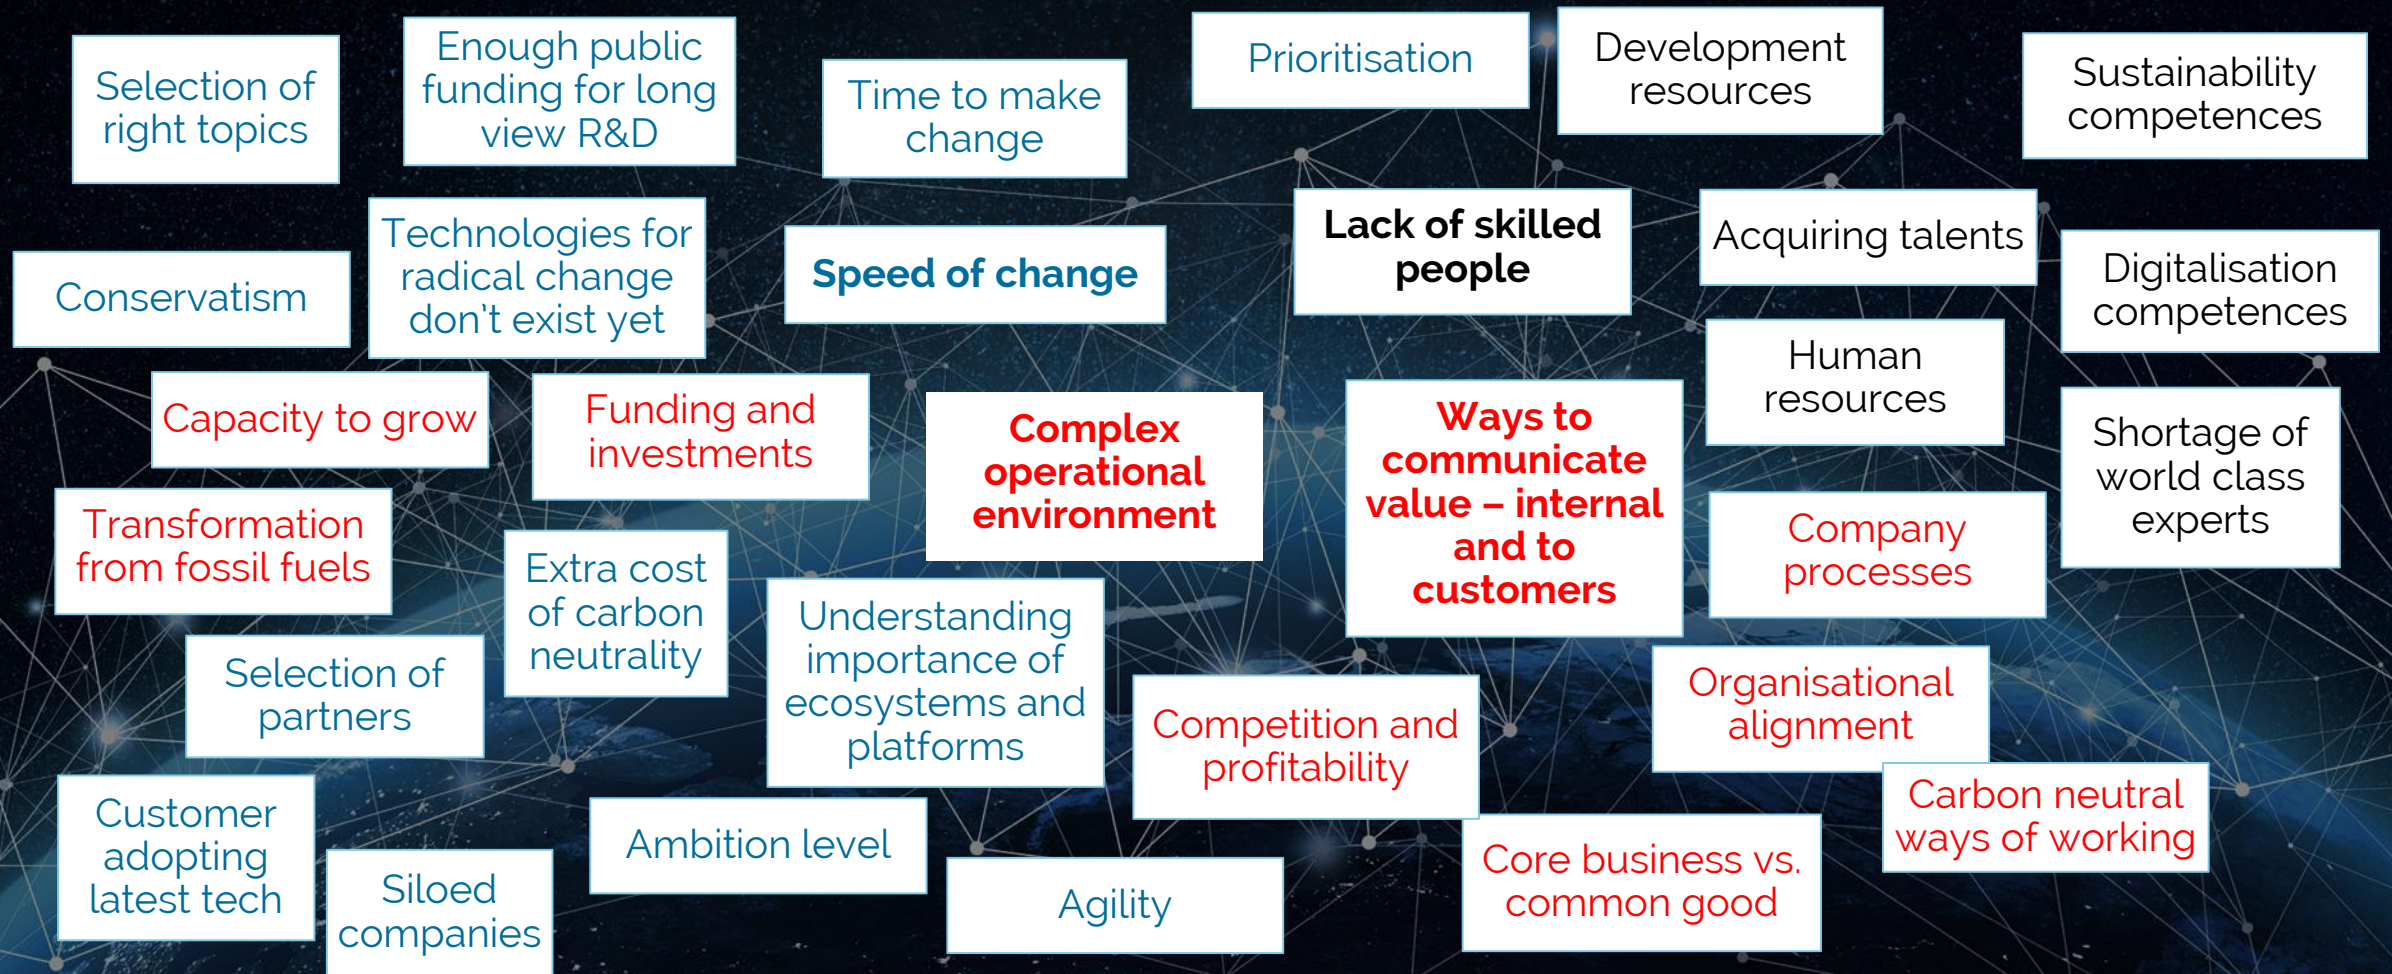 Selection of
right topics
Enough public
funding for long
view R&D
Time to make
change
Prioritisation
Development
resources
Sustainability
competences
Conservatism
Technologies for
radical change
don't exist yet
Speed of change
Lack of skilled
people
Acquiring talents
Digitalisation
competences
Human
resources
Capacity to grow
Funding and
investments
Complex
operational
environment
Ways to
communicate
value – internal
and to
customers
Shortage of
world class
experts
Transformation
from fossil fuels
Extra cost
of carbon
neutrality
Understanding
importance of
ecosystems and
platforms
Company
processes
Selection of
partners
Competition and
profitability
Organisational
alignment
Customer
adopting
latest tech
Siloed
companies
Ambition level
Agility
Core business vs.
common good
Carbon neutral
ways of working